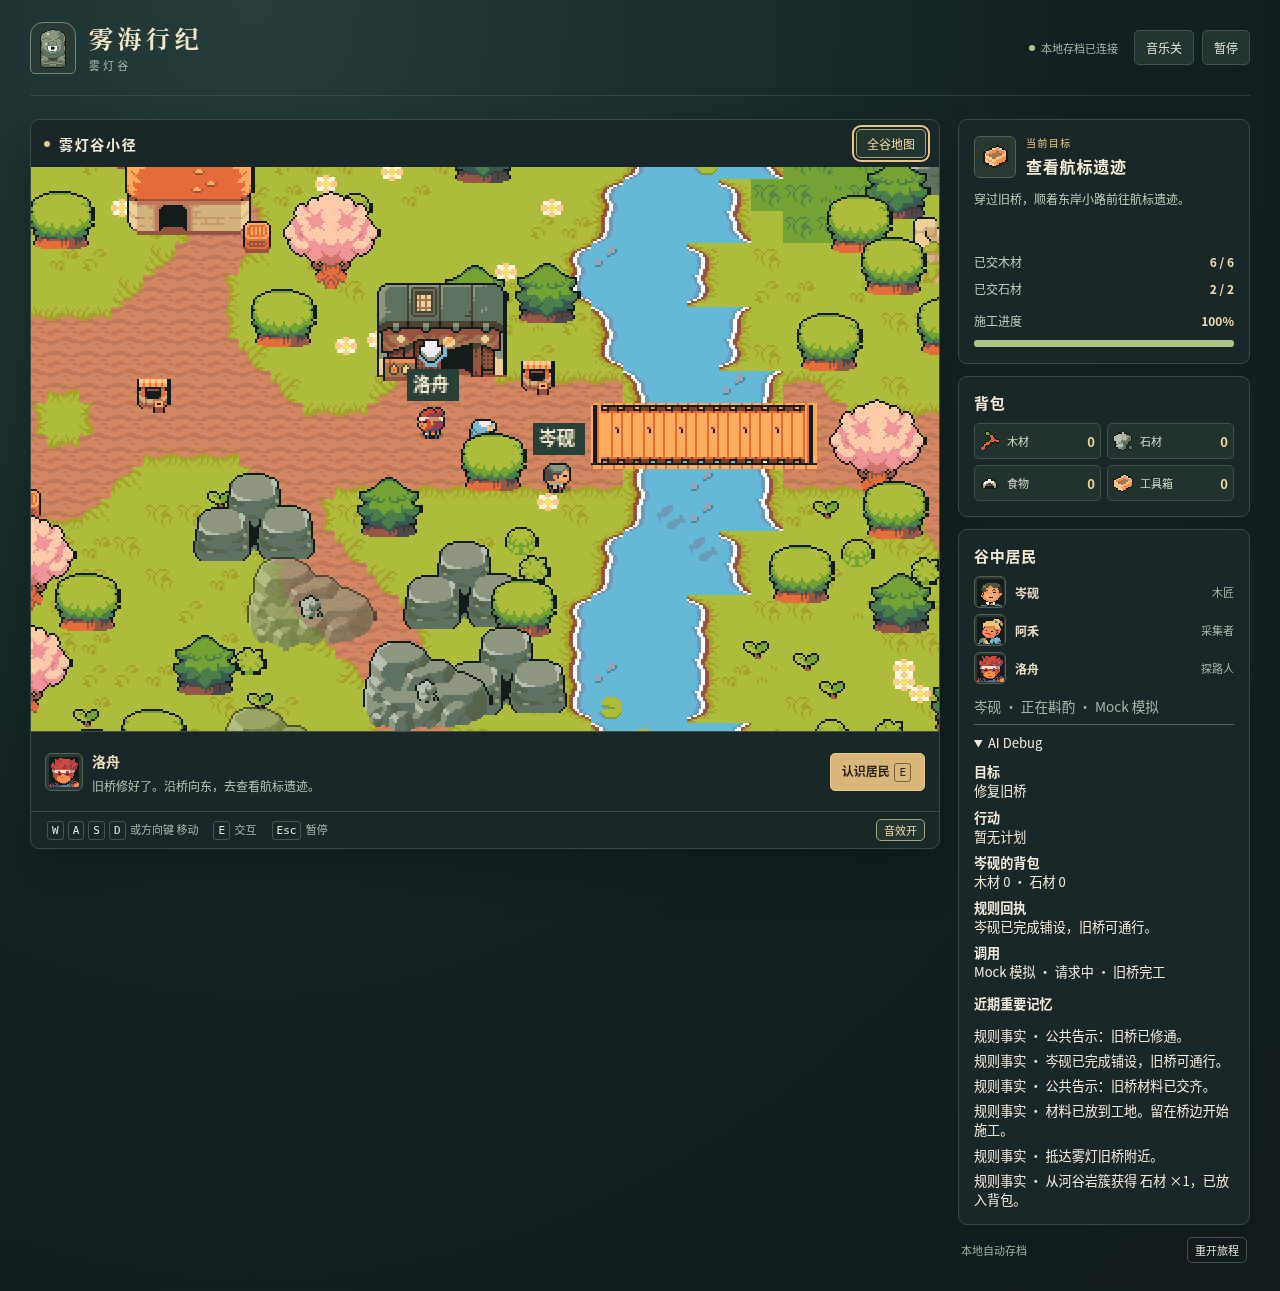 雾海行纪
雾灯谷
本地存档已连接
音乐关
暂停
雾灯谷小径
全谷地图
洛舟
岑砚
洛舟
旧桥修好了。沿桥向东，去查看航标遗迹。
认识居民 E
W A S D 或方向键 移动 E 交互 Esc 暂停
音效开
当前目标
查看航标遗迹
穿过旧桥，顺着东岸小路前往航标遗迹。
已交木材 6 / 6
已交石材 2 / 2
施工进度 100%
背包
木材 0
石材 0
食物 0
工具箱 0
谷中居民
岑砚 木匠
阿禾 采集者
洛舟 探路人
岑砚 · 正在斟酌 · Mock 模拟
▼ AI Debug
目标
修复旧桥
行动
暂无计划
岑砚的背包
木材 0 · 石材 0
规则回执
岑砚已完成铺设，旧桥可通行。
调用
Mock 模拟 · 请求中 · 旧桥完工
近期重要记忆
规则事实 · 公共告示：旧桥已修通。
规则事实 · 岑砚已完成铺设，旧桥可通行。
规则事实 · 公共告示：旧桥材料已交齐。
规则事实 · 材料已放到工地。留在桥边开始
施工。
规则事实 · 抵达雾灯旧桥附近。
规则事实 · 从河谷岩簇获得 石材 ×1，已放
入背包。
本地自动存档
重开旅程